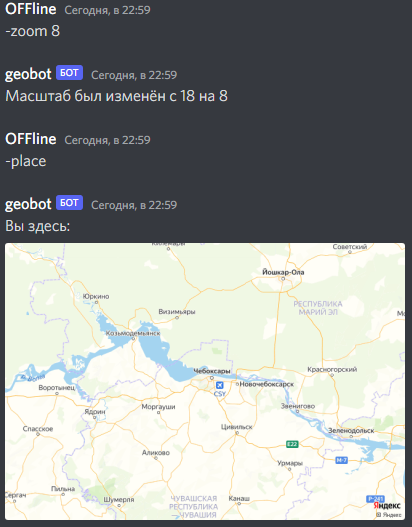 OFFline Сегодня, в 22:59
-zoom 8
geobot БОТ Сегодня, в 22:59
Масштаб был изменён с 18 на 8
OFFline Сегодня, в 22:59
-place
geobot БОТ Сегодня, в 22:59
Вы здесь:
Советский
Йошкар-Ола
Юркино
РЕСПУБЛИКА
МАРИЙ ЭЛ
Визимьяры
Козьмодемьянск
Чебоксары
Красногорский
CSY
Новочебоксарск
Воротынец
Звенигово
Ядрин
Моргауши
Спасское
Цивильск
Зеленодольск
E22
Аликово
М-7
Урмары
Пильна
Сергач
Шумерля
ЧУВАШСКАЯ
РЕСПУБЛИКА
ЧУВАШИЯ
Канаш
Р-241
Яндекс
Яндекс